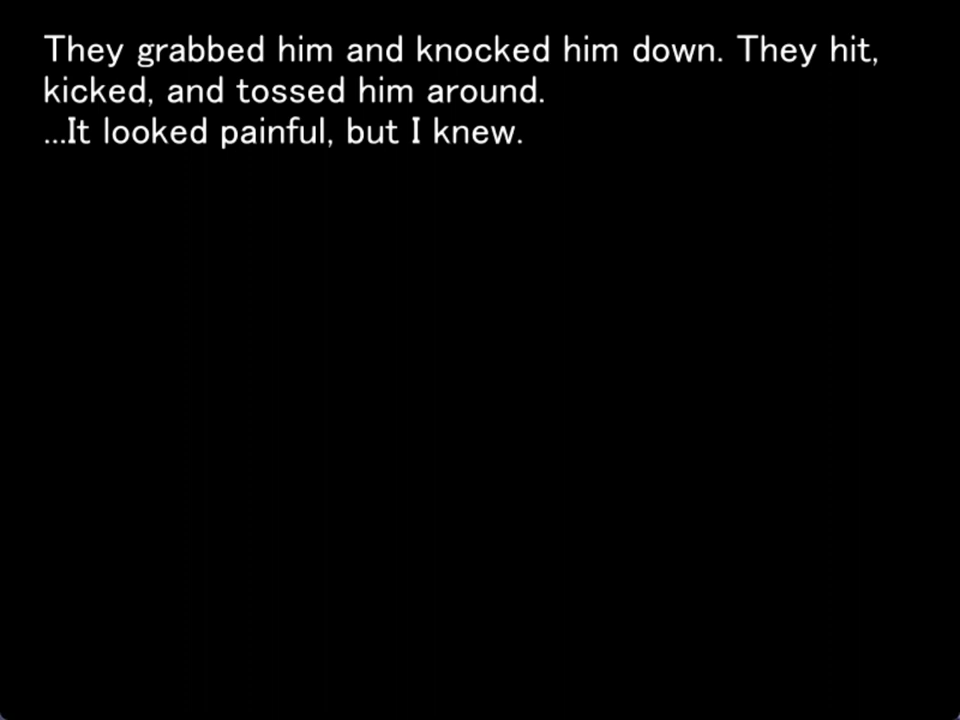 They grabbed him and knocked him down. They hit,
kicked, and tossed him around.
...It looked painful, but I knew.